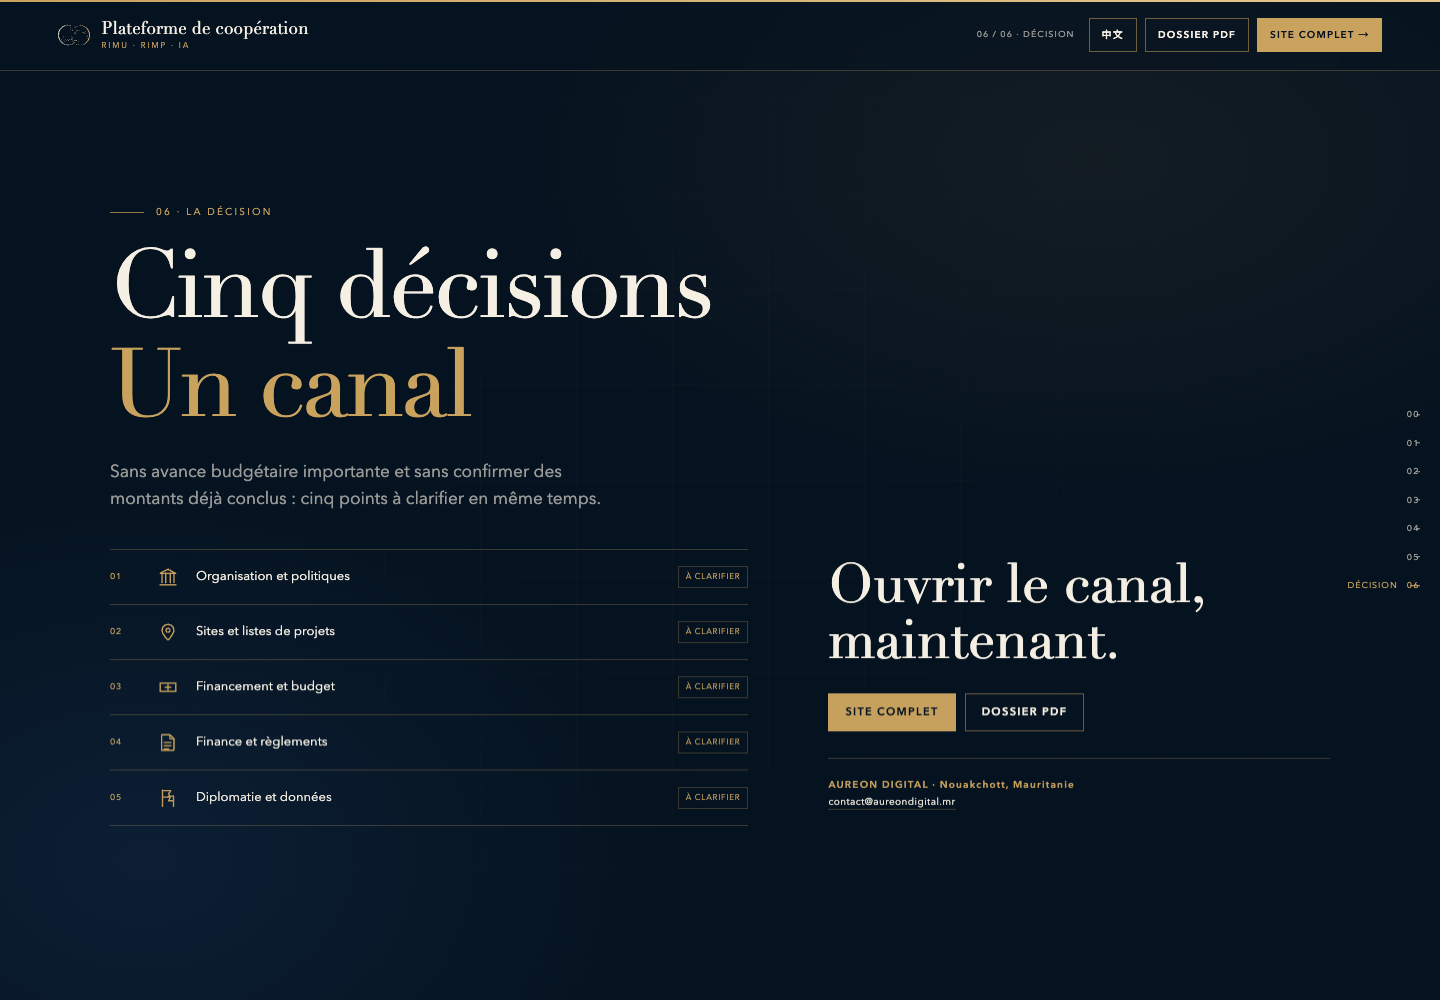 Plateforme de coopération
RIMU · RIMP · IA
06 / 06 · DÉCISION
中文
DOSSIER PDF
SITE COMPLET →
06 · LA DÉCISION
Cinq décisions
Un canal
Sans avance budgétaire importante et sans confirmer des
montants déjà conclus : cinq points à clarifier en même temps.
01 Organisation et politiques À CLARIFIER
02 Sites et listes de projets À CLARIFIER
03 Financement et budget À CLARIFIER
04 Finance et règlements À CLARIFIER
05 Diplomatie et données À CLARIFIER
Ouvrir le canal,
maintenant.
SITE COMPLET
DOSSIER PDF
AUREON DIGITAL · Nouakchott, Mauritanie
contact@aureondigital.mr
00
01
02
03
04
05
DÉCISION 06